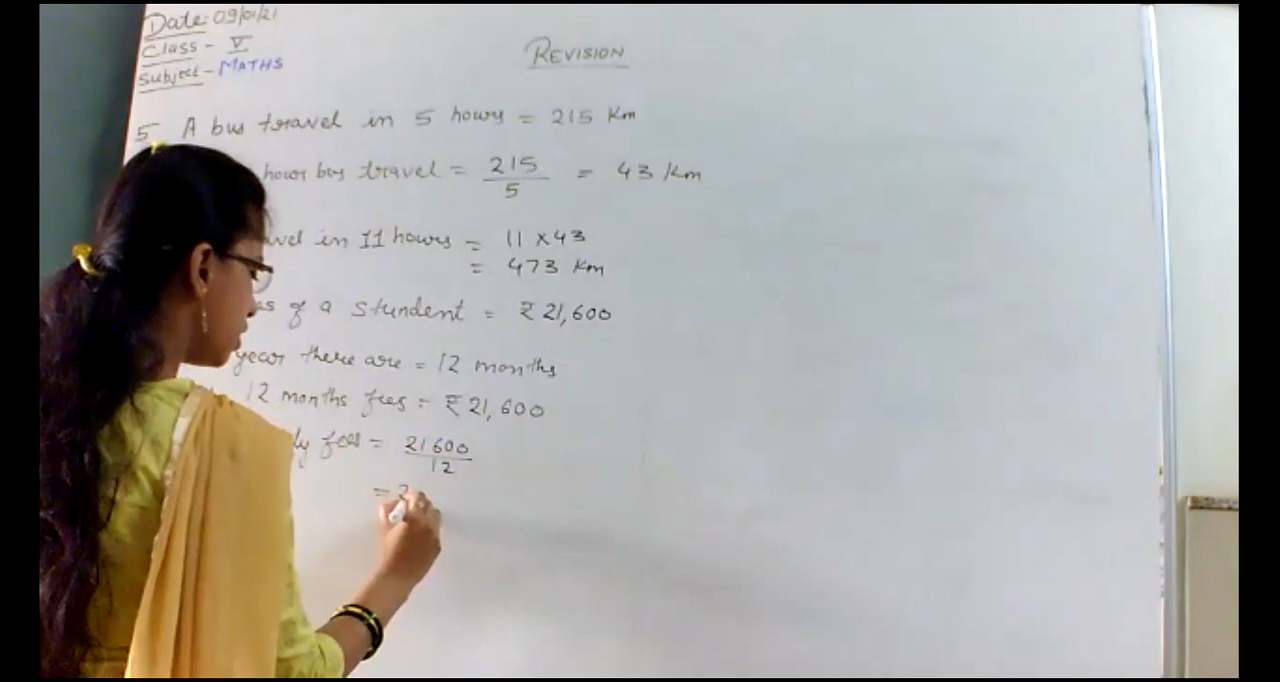 Date: 09/01/21
Class - V
Subject - MATHS
REVISION
5 A bus travel in 5 hours = 215 Km
hour bus travel = 215/5 = 43 Km
avel in 11 hours = 11 x 43
= 473 Km
es of a stundent = ₹ 21,600
year there are = 12 months
12 months fees = ₹ 21,600
ly fees = 21600/12
=